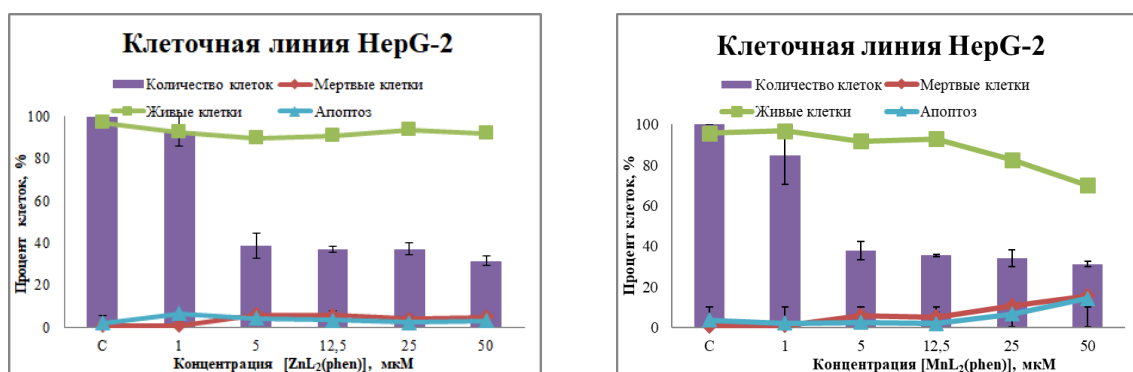 Клеточная линия HepG-2
Количество клеток
Мертвые клетки
Живые клетки
Апоптоз
Процент клеток, %
100
80
60
40
20
0
C 1 5 12,5 25 50
Концентрация [ZnL₂(phen)], мкМ
Клеточная линия HepG-2
Количество клеток
Мертвые клетки
Живые клетки
Апоптоз
Процент клеток, %
100
80
60
40
20
0
C 1 5 12,5 25 50
Концентрация [MnL₂(phen)], мкМ